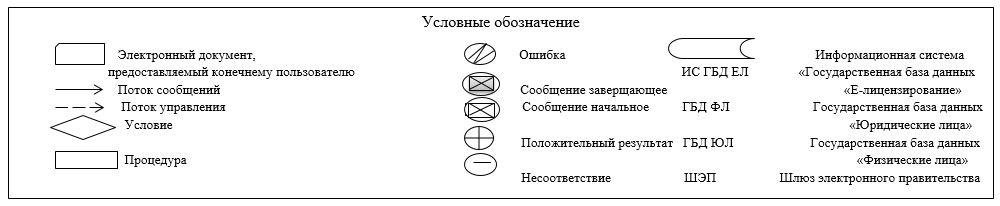 Условные обозначение
Электронный документ,
предоставляемый конечнему пользователю
Поток сообщений
Поток управления
Условие
Процедура
Ошибка
Сообщение заверщающее
Сообщение начальное
Положительный результат
Несоответствие
Информационная система
ИС ГБД ЕЛ «Государственная база данных
«Е-лицензирование»
ГБД ФЛ Государственная база данных
«Юридические лица»
ГБД ЮЛ Государственная база данных
«Физические лица»
ШЭП Шлюз электронного правительства